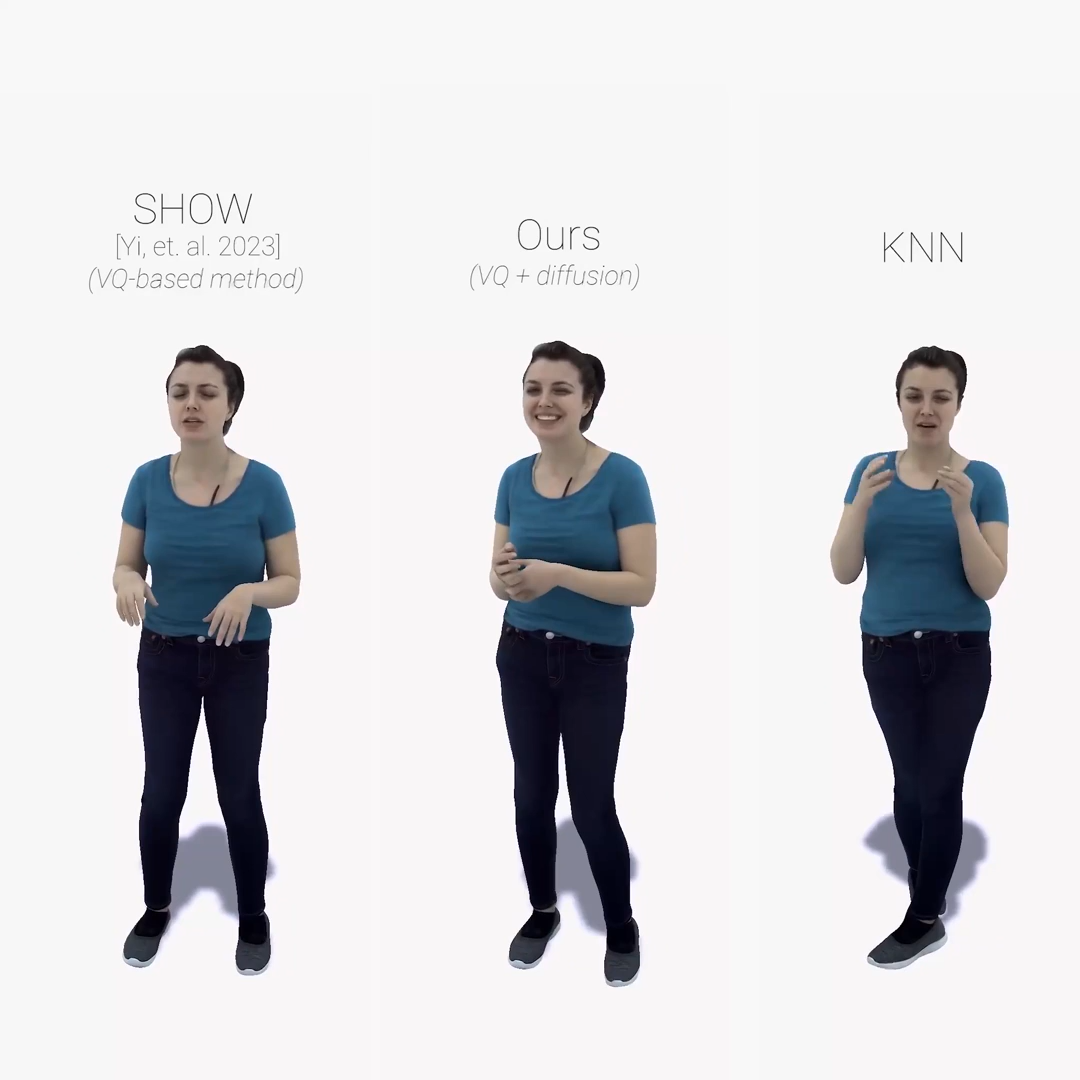 SHOW
[Yi, et. al. 2023]
(VQ-based method)
Ours
(VQ + diffusion)
KNN